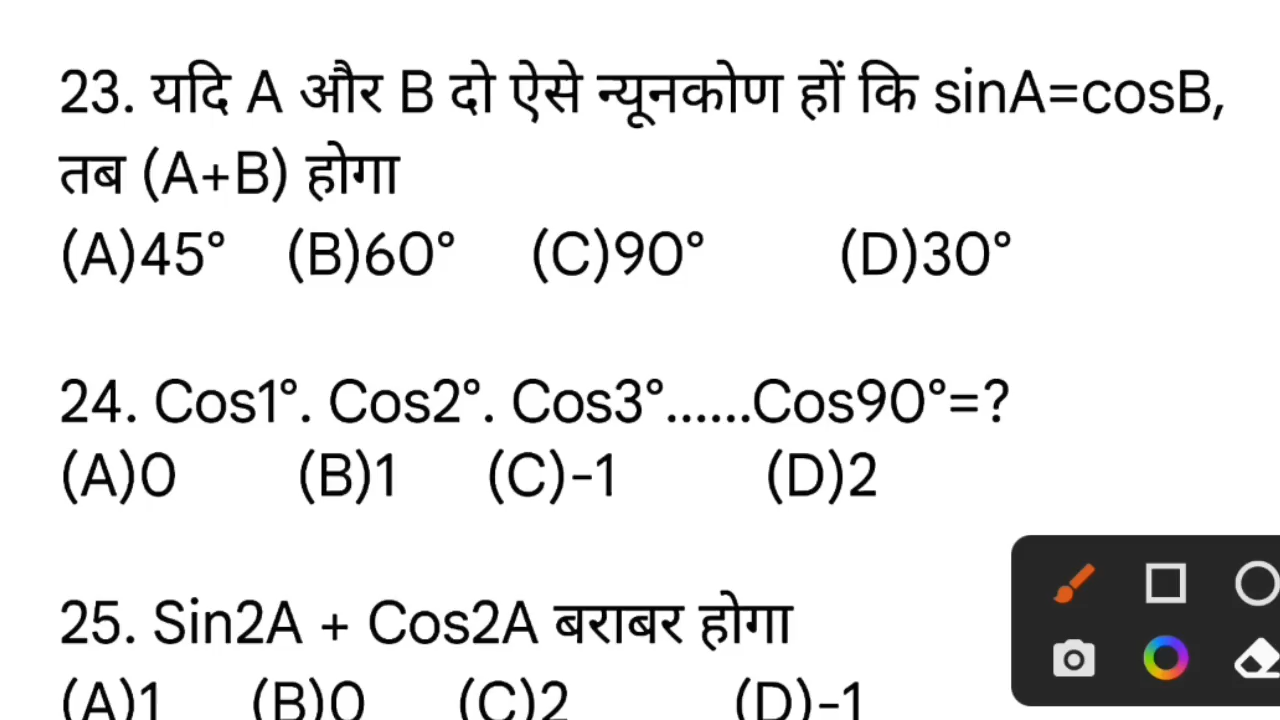 23. यदि A और B दो ऐसे न्यूनकोण हों कि sinA=cosB,
तब (A+B) होगा
(A)45° (B)60° (C)90° (D)30°
24. Cos1°. Cos2°. Cos3°......Cos90°=?
(A)0 (B)1 (C)-1 (D)2
25. Sin2A + Cos2A बराबर होगा
(A)1 (B)0 (C)2 (D)-1